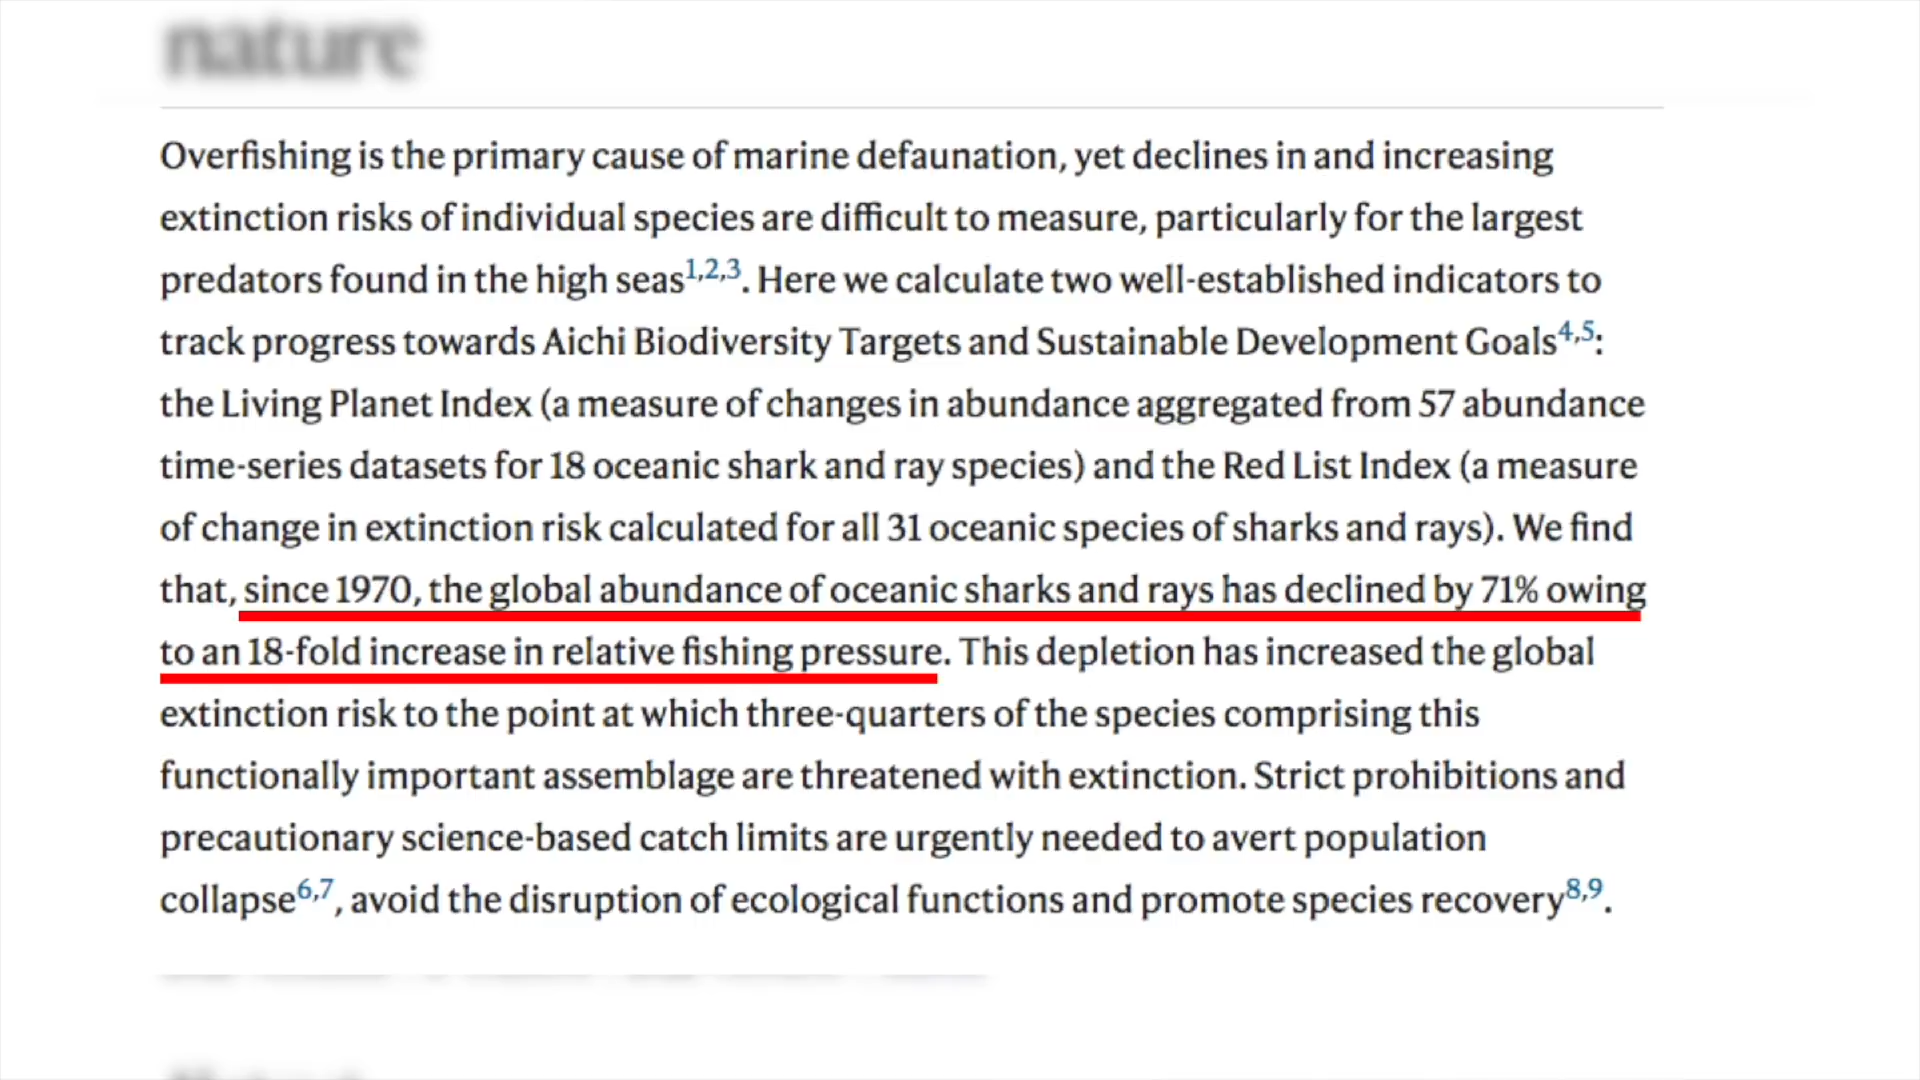 nature
Overfishing is the primary cause of marine defaunation, yet declines in and increasing
extinction risks of individual species are difficult to measure, particularly for the largest
predators found in the high seas1,2,3. Here we calculate two well-established indicators to
track progress towards Aichi Biodiversity Targets and Sustainable Development Goals4,5:
the Living Planet Index (a measure of changes in abundance aggregated from 57 abundance
time-series datasets for 18 oceanic shark and ray species) and the Red List Index (a measure
of change in extinction risk calculated for all 31 oceanic species of sharks and rays). We find
that, since 1970, the global abundance of oceanic sharks and rays has declined by 71% owing
to an 18-fold increase in relative fishing pressure. This depletion has increased the global
extinction risk to the point at which three-quarters of the species comprising this
functionally important assemblage are threatened with extinction. Strict prohibitions and
precautionary science-based catch limits are urgently needed to avert population
collapse6,7, avoid the disruption of ecological functions and promote species recovery8,9.